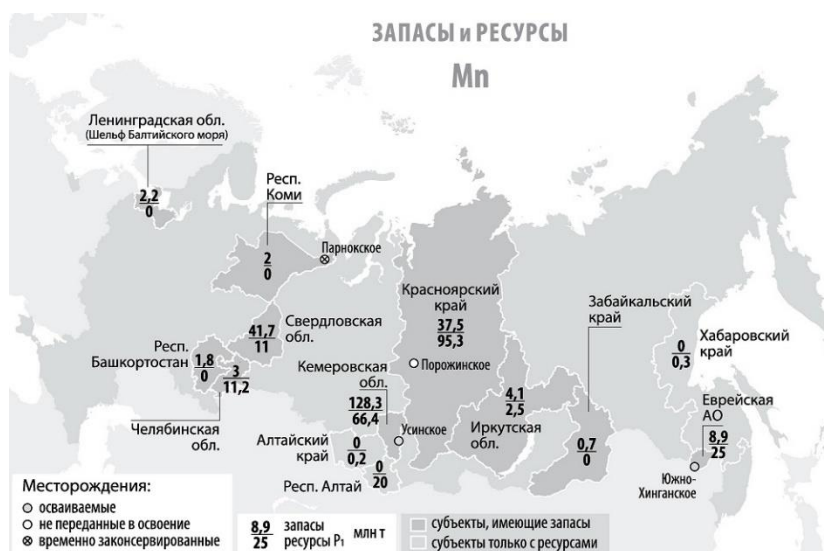 ЗАПАСЫ и РЕСУРСЫ
Mn
Ленинградская обл.
(Шельф Балтийского моря)
2,2
0
Респ.
Коми
Парнокское
2
0
Красноярский
край
37,5
95,3
Порожинское
Забайкальский
край
Хабаровский
край
0
0,3
Свердловская
обл.
41,7
11
Респ.
Башкортостан
1,8
0
3
11,2
Челябинская
обл.
Кемеровская
обл.
128,3
66,4
Усинское
4,1
2,5
Иркутская
обл.
Еврейская
АО
8,9
25
Южно-
Хинганское
Алтайский
край
0
0,2
0
20
Респ. Алтай
0,7
0
Месторождения:
осваиваемые
не переданные в освоение
временно законсервированные
8,9 запасы
25 ресурсы P₁ млн т
субъекты, имеющие запасы
субъекты только с ресурсами